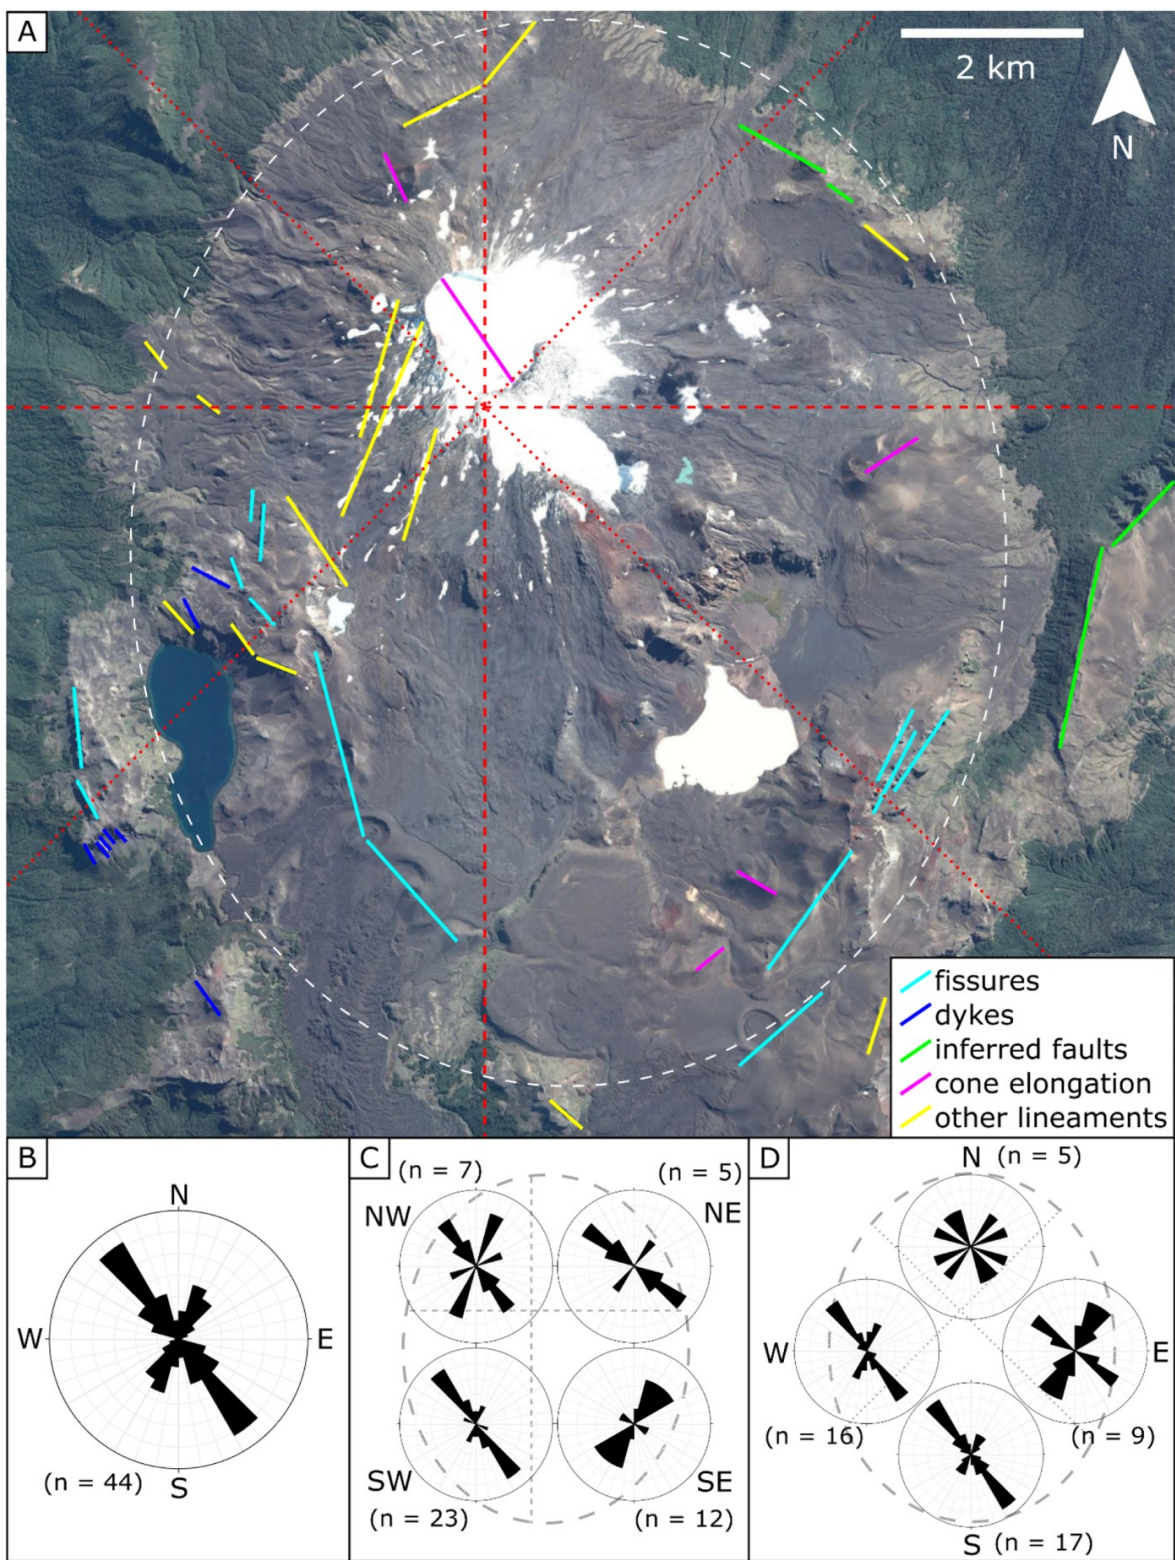 A
2 km
N
fissures
dykes
inferred faults
cone elongation
other lineaments
B
N
W
E
S
(n = 44)
C
(n = 7)
(n = 5)
NW
NE
SW
SE
(n = 23)
(n = 12)
D
N (n = 5)
W
E
(n = 16)
(n = 9)
S (n = 17)